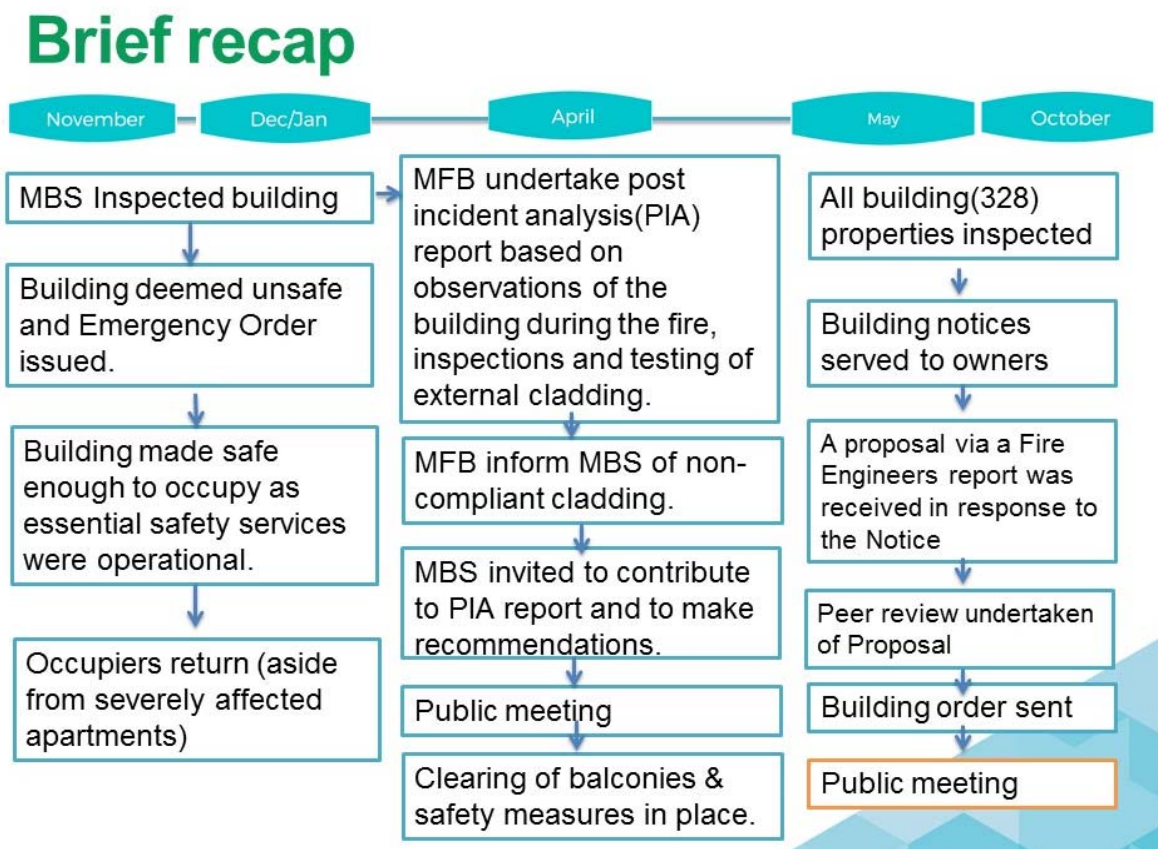 Brief recap
November
Dec/Jan
April
May
October
MBS Inspected building
Building deemed unsafe
and Emergency Order
issued.
Building made safe
enough to occupy as
essential safety services
were operational.
Occupiers return (aside
from severely affected
apartments)
MFB undertake post
incident analysis(PIA)
report based on
observations of the
building during the fire,
inspections and testing of
external cladding.
MFB inform MBS of non-
compliant cladding.
MBS invited to contribute
to PIA report and to make
recommendations.
Public meeting
Clearing of balconies &
safety measures in place.
All building(328)
properties inspected
Building notices
served to owners
A proposal via a Fire
Engineers report was
received in response to
the Notice
Peer review undertaken
of Proposal
Building order sent
Public meeting